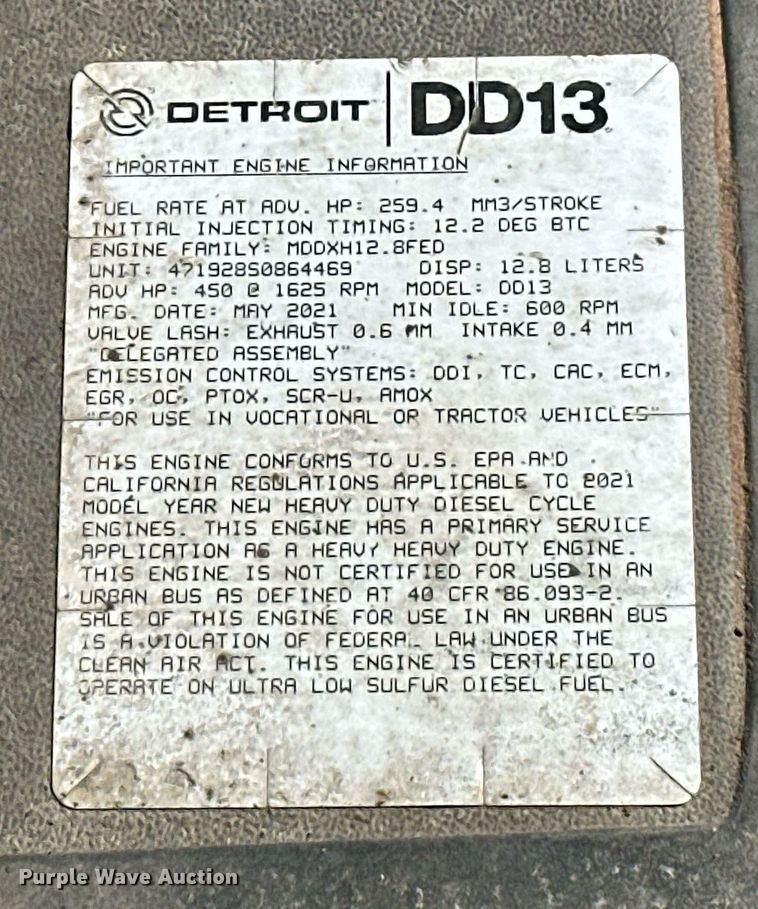 DETROIT | DD13
IMPORTANT ENGINE INFORMATION
FUEL RATE AT ADV. HP: 259.4 MM3/STROKE
INITIAL INJECTION TIMING: 12.2 DEG BTC
ENGINE FAMILY: MDDXH12.8FED
UNIT: 471928S0864469 DISP: 12.8 LITERS
ADV HP: 450 @ 1625 RPM MODEL: DD13
MFG. DATE: MAY 2021 MIN IDLE: 600 RPM
VALVE LASH: EXHAUST 0.6 MM INTAKE 0.4 MM
"DELEGATED ASSEMBLY"
EMISSION CONTROL SYSTEMS: DDI, TC, CAC, ECM,
EGR, OC, PTOX, SCR-U, AMOX
"FOR USE IN VOCATIONAL OR TRACTOR VEHICLES"
THIS ENGINE CONFORMS TO U.S. EPA AND
CALIFORNIA REGULATIONS APPLICABLE TO 2021
MODEL YEAR NEW HEAVY DUTY DIESEL CYCLE
ENGINES. THIS ENGINE HAS A PRIMARY SERVICE
APPLICATION AS A HEAVY HEAVY DUTY ENGINE.
THIS ENGINE IS NOT CERTIFIED FOR USE IN AN
URBAN BUS AS DEFINED AT 40 CFR 86.093-2.
SALE OF THIS ENGINE FOR USE IN AN URBAN BUS
IS A VIOLATION OF FEDERAL LAW UNDER THE
CLEAN AIR ACT. THIS ENGINE IS CERTIFIED TO
OPERATE ON ULTRA LOW SULFUR DIESEL FUEL.
Purple Wave Auction